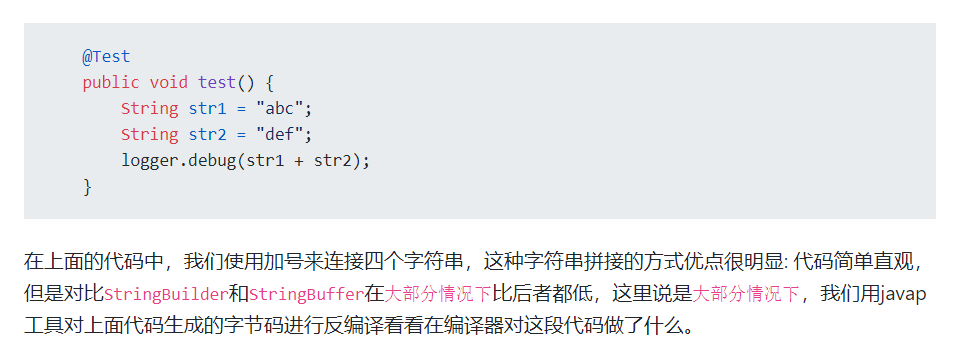 @Test
public void test() {
String str1 = "abc";
String str2 = "def";
logger.debug(str1 + str2);
}
在上面的代码中，我们使用加号来连接四个字符串，这种字符串拼接的方式优点很明显: 代码简单直观，
但是对比StringBuilder和StringBuffer在大部分情况下比后者都低，这里说是大部分情况下，我们用javap
工具对上面代码生成的字节码进行反编译看看在编译器对这段代码做了什么。